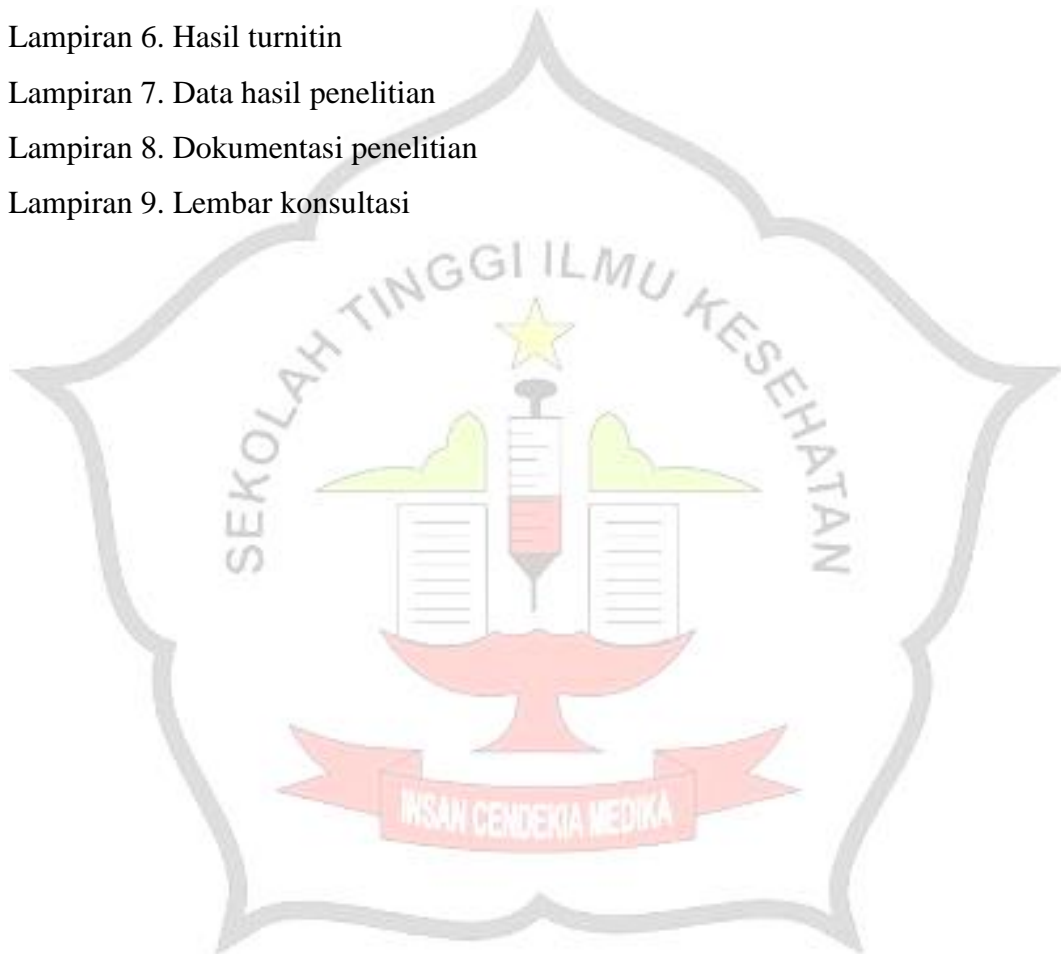 Lampiran 6. Hasil turnitin
Lampiran 7. Data hasil penelitian
Lampiran 8. Dokumentasi penelitian
Lampiran 9. Lembar konsultasi
SEKOLAH TINGGI ILMU KESEHATAN
INSAN CENDEKIA MEDIKA